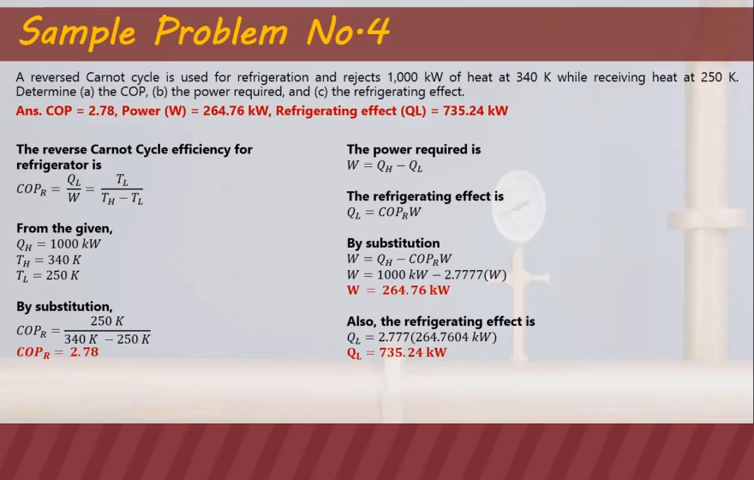 Sample Problem No.4
A reversed Carnot cycle is used for refrigeration and rejects 1,000 kW of heat at 340 K while receiving heat at 250 K.
Determine (a) the COP, (b) the power required, and (c) the refrigerating effect.
Ans. COP = 2.78, Power (W) = 264.76 kW, Refrigerating effect (QL) = 735.24 kW
The reverse Carnot Cycle efficiency for
refrigerator is
COP_R = Q_L/W = T_L/(T_H − T_L)
From the given,
Q_H = 1000 kW
T_H = 340 K
T_L = 250 K
By substitution,
COP_R = 250 K/(340 K − 250 K)
COP_R = 2.78
The power required is
W = Q_H − Q_L
The refrigerating effect is
Q_L = COP_R W
By substitution
W = Q_H − COP_R W
W = 1000 kW − 2.7777(W)
W = 264.76 kW
Also, the refrigerating effect is
Q_L = 2.777(264.7604 kW)
Q_L = 735.24 kW